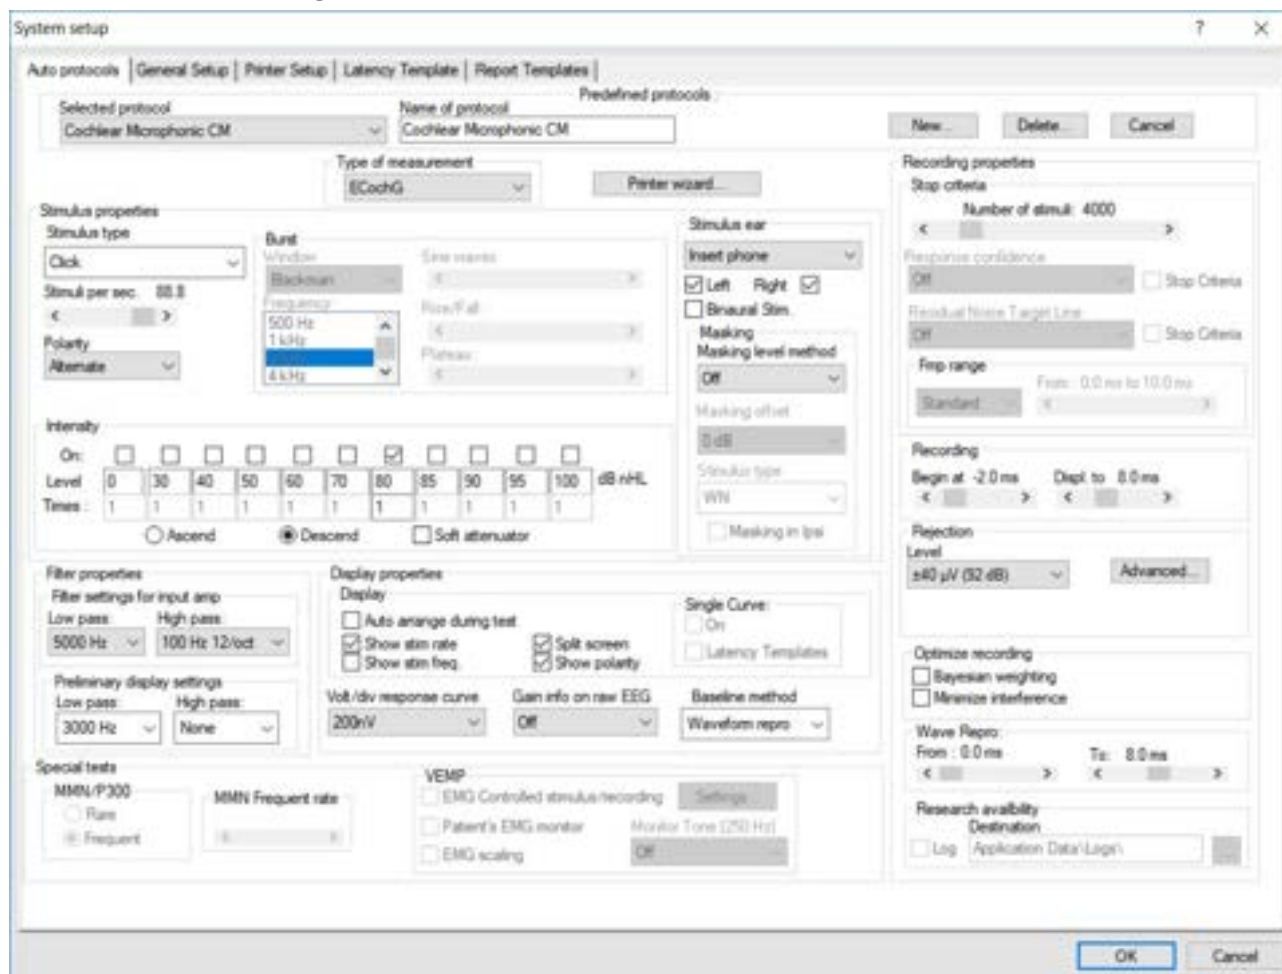 System setup ? ×
Auto protocols General Setup Printer Setup Latency Template Report Templates
Predefined protocols :
Selected protocol
Cochlear Microphonic CM
Name of protocol
Cochlear Microphonic CM
New... Delete... Cancel
Type of measurement
ECochG
Printer wizard...
Stimulus properties
Stimulus type
Click
Stimuli per sec. 88.8
Polarity
Alternate
Burst
Window
Blackman
Frequency
500 Hz
1 kHz
4 kHz
Sine waves
Rise/Fall
Plateau
Stimulus ear
Insert phone
Left Right
Binaural Stim.
Masking
Masking level method
Off
Masking offset
0 dB
Stimulus type
WN
Masking in Ipsi
Intensity
On:
Level 0 30 40 50 60 70 80 85 90 95 100 dB nHL
Times : 1 1 1 1 1 1 1 1 1 1 1
Ascend Descend Soft attenuator
Filter properties
Filter settings for input amp
Low pass: High pass:
5000 Hz 100 Hz 12/oct
Preliminary display settings
Low pass: High pass:
3000 Hz None
Display properties
Display
Auto arrange during test
Show stim rate Split screen
Show stim freq. Show polarity
Single Curve:
On
Latency Templates
Volt/div response curve
200nV
Gain info on raw EEG
Off
Baseline method
Waveform repro
Special tests
MMN/P300
Rare
Frequent
MMN Frequent rate
VEMP
EMG Controlled stimulus/recording Settings...
Patient's EMG monitor
EMG scaling
Monitor Tone (250 Hz)
Off
Recording properties
Stop criteria
Number of stimuli: 4000
Response confidence
Off Stop Criteria
Residual Noise Target Line
Off Stop Criteria
Fmp range
Standard
From : 0.0 ms to 10.0 ms
Recording
Begin at -2.0 ms Displ. to 8.0 ms
Rejection
Level
±40 µV (92 dB) Advanced...
Optimize recording
Bayesian weighting
Minimize interference
Wave Repro:
From : 0.0 ms To: 8.0 ms
Research availbility
Destination
Log Application Data\Logs\ ...
OK Cancel